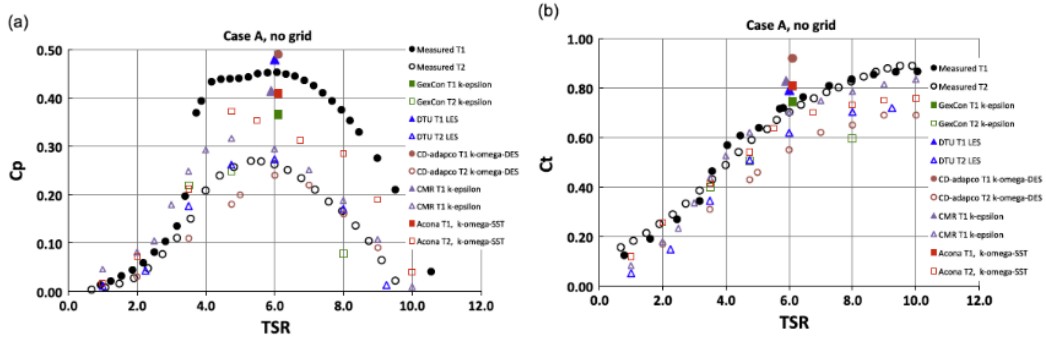 (a)
Case A, no grid
0.50
0.40
0.30
0.20
0.10
0.00
Cp
0.0 2.0 4.0 6.0 8.0 10.0 12.0
TSR
Measured T1
Measured T2
GexCon T1 k-epsilon
GexCon T2 k-epsilon
DTU T1 LES
DTU T2 LES
CD-adapco T1 k-omega-DES
CD-adapco T2 k-omega-DES
CMR T1 k-epsilon
CMR T1 k-epsilon
Acona T1, k-omega-SST
Acona T2, k-omega-SST
(b)
Case A, no grid
1.00
0.80
0.60
0.40
0.20
0.00
Ct
0.0 2.0 4.0 6.0 8.0 10.0 12.0
TSR
Measured T1
Measured T2
GexCon T1 k-epsilon
GexCon T2 k-epsilon
DTU T1 LES
DTU T2 LES
CD-adapco T1 k-omega-DES
CD-adapco T2 k-omega-DES
CMR T1 k-epsilon
CMR T1 k-epsilon
Acona T1, k-omega-SST
Acona T2, k-omega-SST